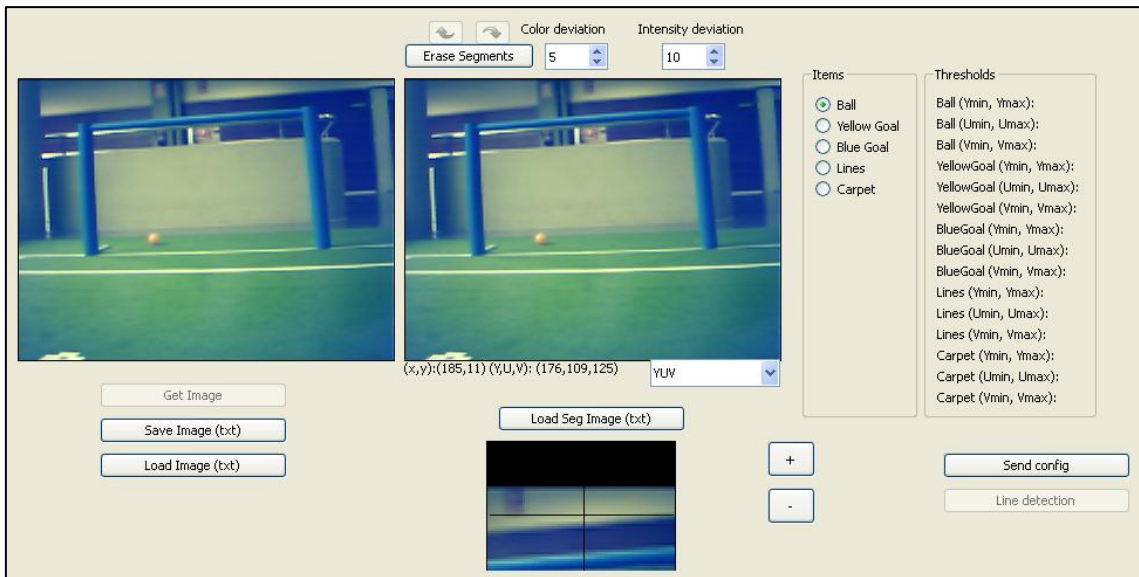 Color deviation
Intensity deviation
Erase Segments
5
10
Items
Ball
Yellow Goal
Blue Goal
Lines
Carpet
Thresholds
Ball (Ymin, Ymax):
Ball (Umin, Umax):
Ball (Vmin, Vmax):
YellowGoal (Ymin, Ymax):
YellowGoal (Umin, Umax):
YellowGoal (Vmin, Vmax):
BlueGoal (Ymin, Ymax):
BlueGoal (Umin, Umax):
BlueGoal (Vmin, Vmax):
Lines (Ymin, Ymax):
Lines (Umin, Umax):
Lines (Vmin, Vmax):
Carpet (Ymin, Ymax):
Carpet (Umin, Umax):
Carpet (Vmin, Vmax):
(x,y):(185,11) (Y,U,V): (176,109,125)
YUV
Get Image
Save Image (txt)
Load Image (txt)
Load Seg Image (txt)
+
-
Send config
Line detection